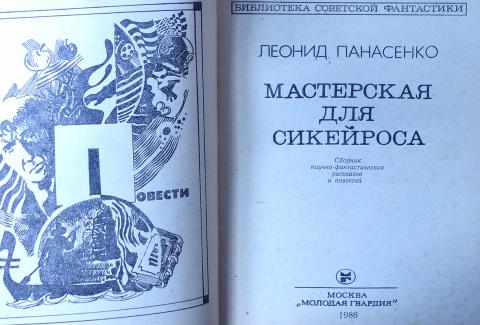 П
ОВЕСТИ
БИБЛИОТЕКА СОВЕТСКОЙ ФАНТАСТИКИ
ЛЕОНИД ПАНАСЕНКО
МАСТЕРСКАЯ
ДЛЯ
СИКЕЙРОСА
Сборник
научно-фантастических
рассказов
и повестей
МОСКВА
„МОЛОДАЯ ГВАРДИЯ"
1986